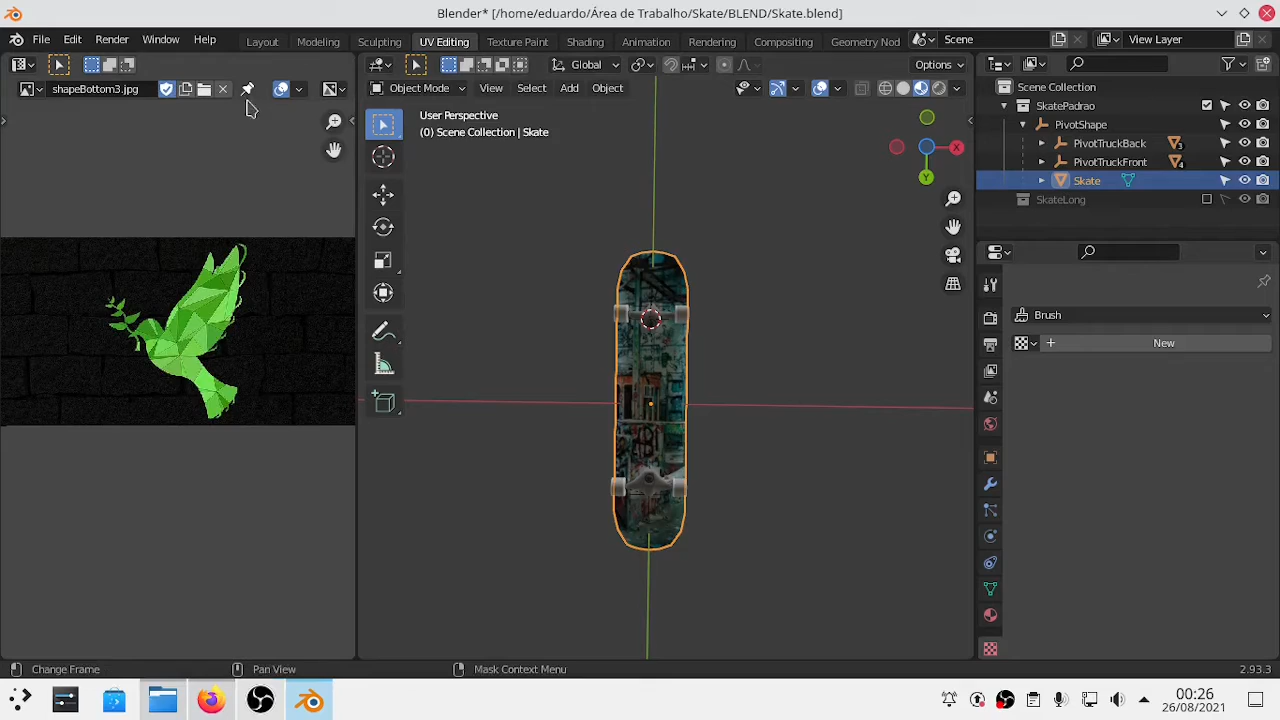 Blender* [/home/eduardo/Área de Trabalho/Skate/BLEND/Skate.blend]
File Edit Render Window Help
Layout Modeling Sculpting UV Editing Texture Paint Shading Animation Rendering Compositing Geometry Nod
Scene View Layer
Global Options
shapeBottom3.jpg
Object Mode View Select Add Object
Scene Collection
SkatePadrao
User Perspective
(0) Scene Collection | Skate
PivotShape
PivotTruckBack 3
X
PivotTruckFront 4
Y
Skate
SkateLong
Brush
New
Change Frame Pan View Mask Context Menu 2.93.3
00:26
26/08/2021